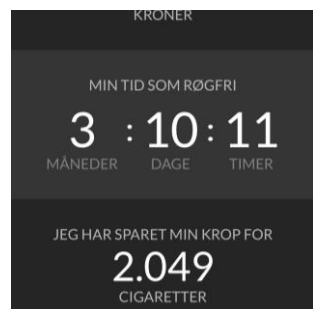 KRONER
MIN TID SOM RØGFRI
3 : 10 : 11
MÅNEDER DAGE TIMER
JEG HAR SPARET MIN KROP FOR
2.049
CIGARETTER